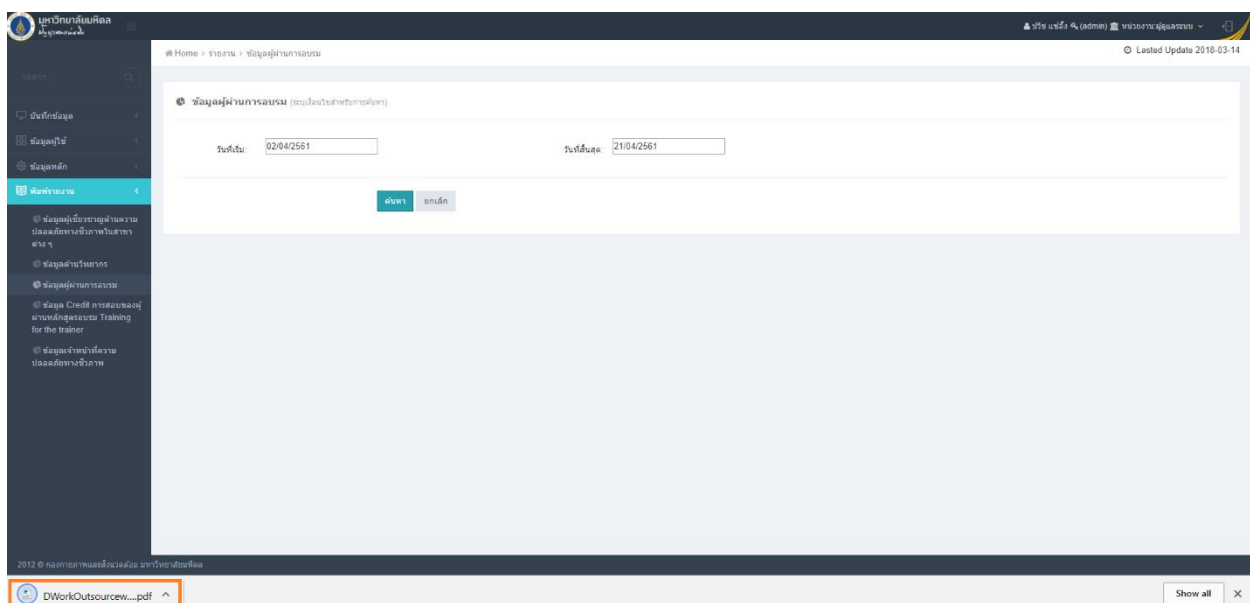 มหาวิทยาลัยมหิดล
ปัญญาของแผ่นดิน
(admin) หน่วยงาน:ผู้ดูแลระบบ
Home > รายงาน > ข้อมูลผู้ผ่านการอบรม
Lasted Update 2018-03-14
Search...
ข้อมูลผู้ผ่านการอบรม (ระบุเงื่อนไขสำหรับการค้นหา)
บันทึกข้อมูล
ข้อมูลผู้ใช้
ข้อมูลหลัก
พิมพ์รายงาน
วันที่เริ่ม: 02/04/2561
วันที่สิ้นสุด: 21/04/2561
ค้นหา ยกเลิก
ข้อมูลผู้เชี่ยวชาญด้านความ
ปลอดภัยทางชีวภาพในสาขา
ต่าง ๆ
ข้อมูลด้านวิทยากร
ข้อมูลผู้ผ่านการอบรม
ข้อมูล Credit การสอบของผู้
ผ่านหลักสูตรอบรม Training
for the trainer
ข้อมูลเจ้าหน้าที่ความ
ปลอดภัยทางชีวภาพ
2012 © กองกายภาพและสิ่งแวดล้อม มหาวิทยาลัยมหิดล
DWorkOutsourcew....pdf
Show all